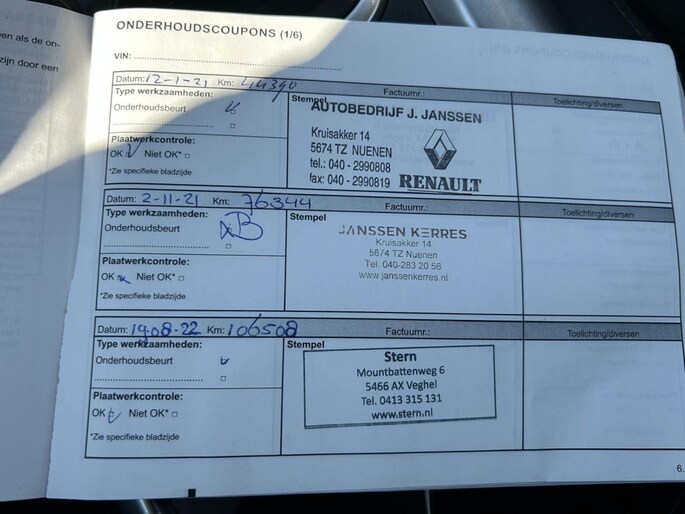 en als de on-
zijn door een
ONDERHOUDSCOUPONS (1/6)
VIN:
Datum: 12-1-21 Km: 44390 Factuurnr.: Toelichting/diversen
Type werkzaamheden:
Onderhoudsbeurt
Plaatwerkcontrole:
OK Niet OK*
*Zie specifieke bladzijde
Stempel
AUTOBEDRIJF J. JANSSEN
Kruisakker 14
5674 TZ NUENEN
tel.: 040 - 2990808
fax: 040 - 2990819 RENAULT
Datum: 2-11-21 Km: 76344 Factuurnr.: Toelichting/diversen
Type werkzaamheden:
Onderhoudsbeurt B
Plaatwerkcontrole:
OK Niet OK*
*Zie specifieke bladzijde
Stempel
JANSSEN KERRES
Kruisakker 14
5674 TZ Nuenen
Tel. 040-283 20 56
www.janssenkerres.nl
Datum: 19-08-22 Km: 106508 Factuurnr.: Toelichting/diversen
Type werkzaamheden:
Onderhoudsbeurt
Plaatwerkcontrole:
OK Niet OK*
*Zie specifieke bladzijde
Stempel
Stern
Mountbattenweg 6
5466 AX Veghel
Tel. 0413 315 131
www.stern.nl
6.